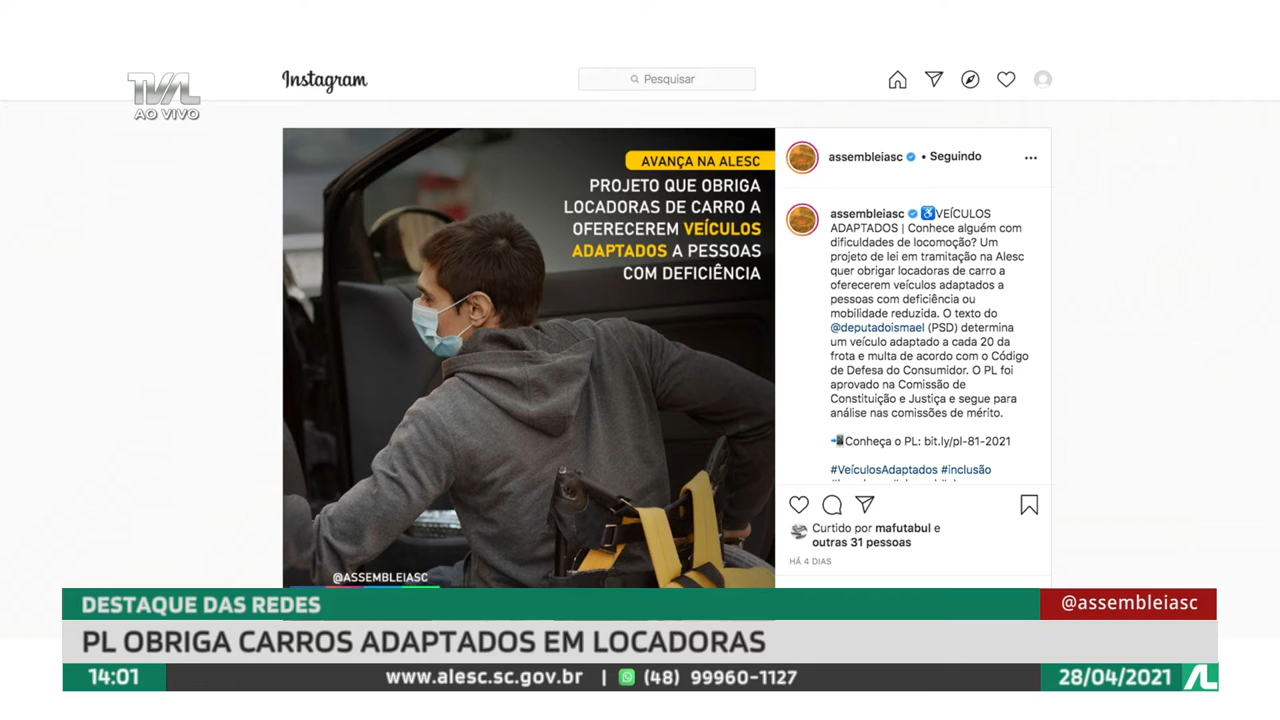 TVAL
AO VIVO
Instagram
Pesquisar
AVANÇA NA ALESC
PROJETO QUE OBRIGA
LOCADORAS DE CARRO A
OFERECEREM VEÍCULOS
ADAPTADOS A PESSOAS
COM DEFICIÊNCIA
@ASSEMBLEIASC
assembleiasc • Seguindo
assembleiasc VEÍCULOS
ADAPTADOS | Conhece alguém com
dificuldades de locomoção? Um
projeto de lei em tramitação na Alesc
quer obrigar locadoras de carro a
oferecerem veículos adaptados a
pessoas com deficiência ou
mobilidade reduzida. O texto do
@deputadoismael (PSD) determina
um veículo adaptado a cada 20 da
frota e multa de acordo com o Código
de Defesa do Consumidor. O PL foi
aprovado na Comissão de
Constituição e Justiça e segue para
análise nas comissões de mérito.
Conheça o PL: bit.ly/pl-81-2021
#VeículosAdaptados #inclusão
Curtido por mafutabul e
outras 31 pessoas
HÁ 4 DIAS
DESTAQUE DAS REDES
@assembleiasc
PL OBRIGA CARROS ADAPTADOS EM LOCADORAS
14:01
www.alesc.sc.gov.br | (48) 99960-1127
28/04/2021
AL